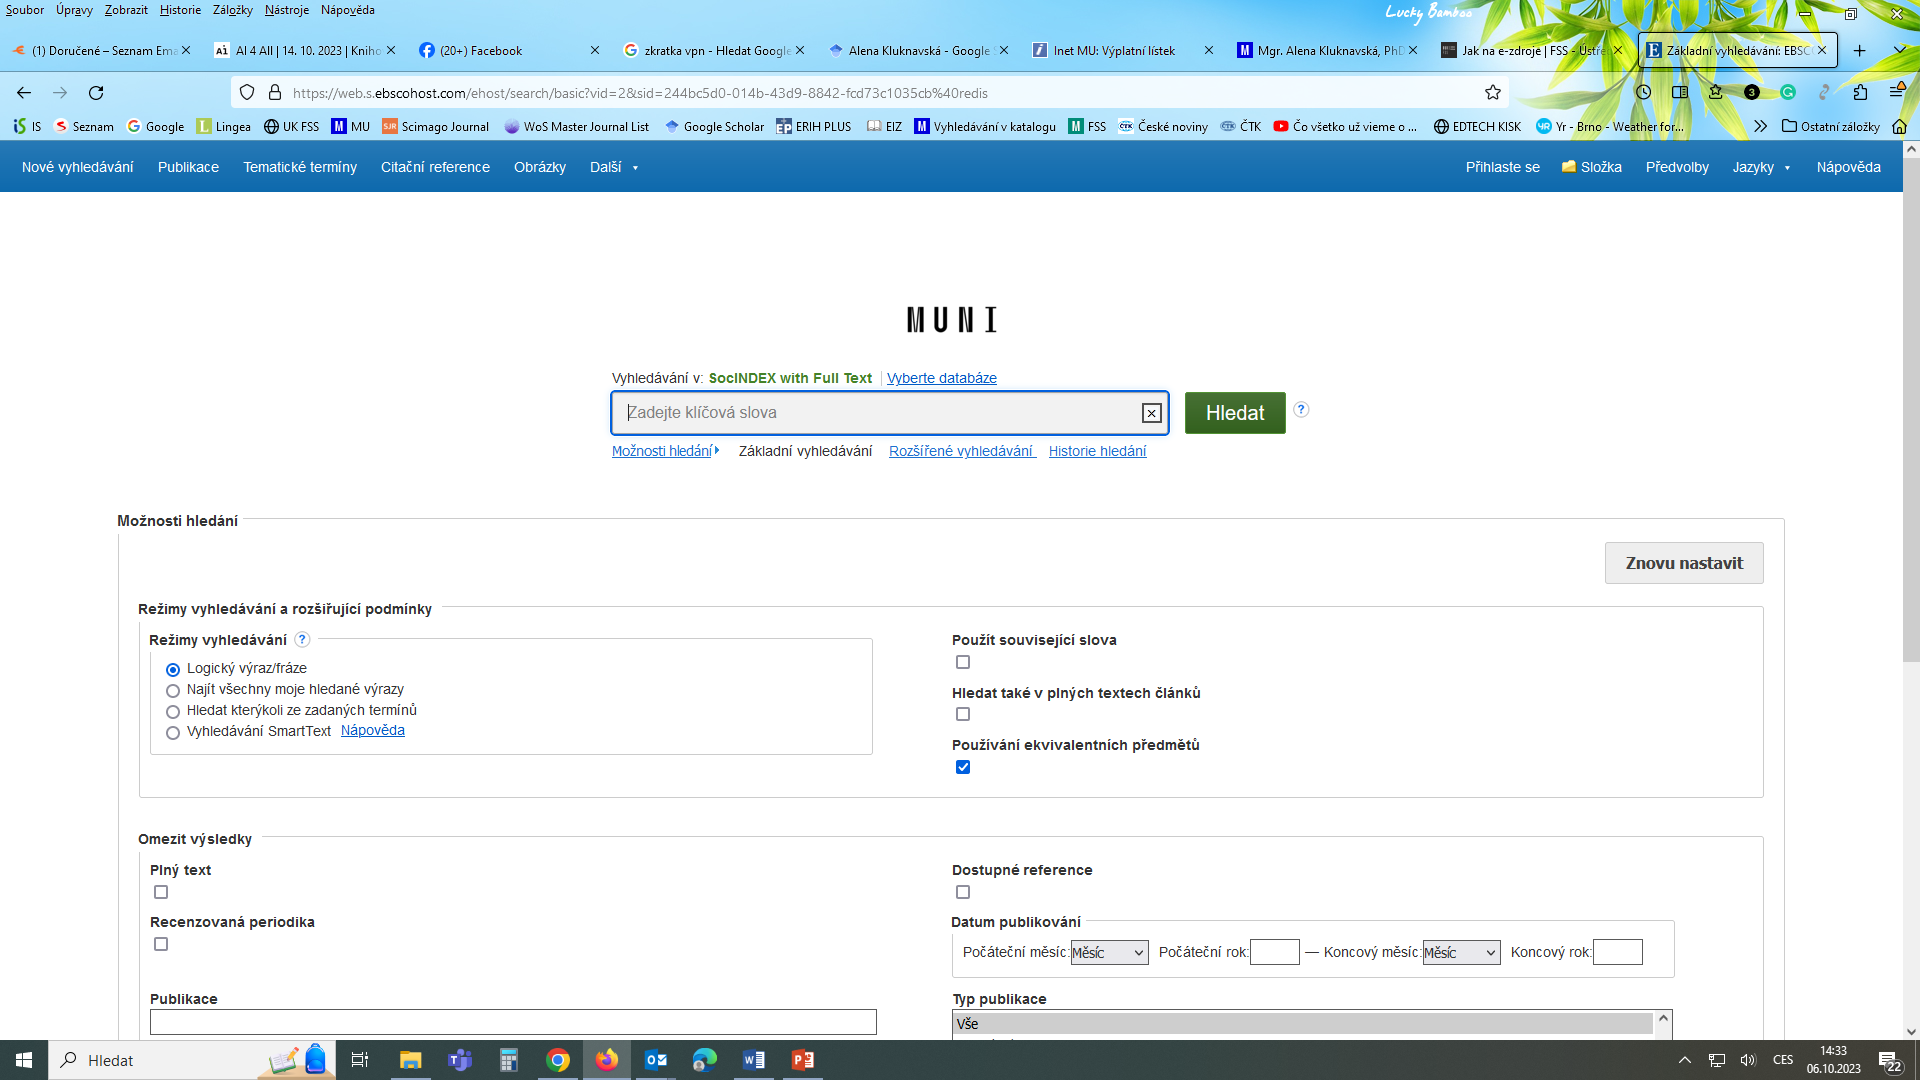 Soubor Úpravy Zobrazit Historie Záložky Nástroje Nápověda
Lucky Bamboo
(1) Doručené – Seznam Ema
AI 4 All | 14. 10. 2023 | Kniho
(20+) Facebook
zkratka vpn - Hledat Google
Alena Kluknavská - Google
Inet MU: Výplatní lístek
Mgr. Alena Kluknavská, PhD
Jak na e-zdroje | FSS - Ústře
Základní vyhledávání: EBSCO
https://web.s.ebscohost.com/ehost/search/basic?vid=2&sid=244bc5d0-014b-43d9-8842-fcd73c1035cb%40redis
IS Seznam Google Lingea UK FSS MU Scimago Journal WoS Master Journal List Google Scholar ERIH PLUS EIZ Vyhledávání v katalogu FSS České noviny ČTK Čo všetko už vieme o ... EDTECH KISK Yr - Brno - Weather for... Ostatní záložky
Nové vyhledávání Publikace Tematické termíny Citační reference Obrázky Další Přihlaste se Složka Předvolby Jazyky Nápověda
MUNI
Vyhledávání v: SocINDEX with Full Text Vyberte databáze
Zadejte klíčová slova Hledat ?
Možnosti hledání Základní vyhledávání Rozšířené vyhledávání Historie hledání
Možnosti hledání
Znovu nastavit
Režimy vyhledávání a rozšiřující podmínky
Režimy vyhledávání ?
Logický výraz/fráze
Najít všechny moje hledané výrazy
Hledat kterýkoli ze zadaných termínů
Vyhledávání SmartText Nápověda
Použít související slova
Hledat také v plných textech článků
Používání ekvivalentních předmětů
Omezit výsledky
Plný text
Recenzovaná periodika
Publikace
Dostupné reference
Datum publikování
Počáteční měsíc: Měsíc Počáteční rok: — Koncový měsíc: Měsíc Koncový rok:
Typ publikace
Vše
Hledat
CES
14:33
06.10.2023
22